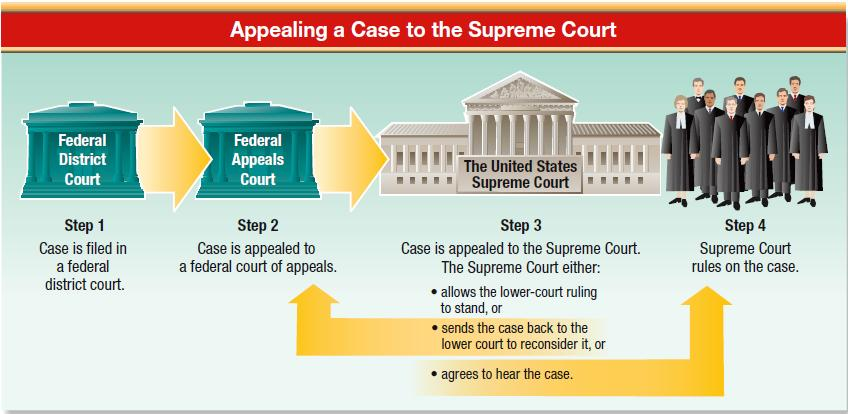 Appealing a Case to the Supreme Court
Federal
District
Court
Federal
Appeals
Court
The United States
Supreme Court
Step 1
Case is filed in
a federal
district court.
Step 2
Case is appealed to
a federal court of appeals.
Step 3
Case is appealed to the Supreme Court.
The Supreme Court either:
• allows the lower-court ruling
to stand, or
• sends the case back to the
lower court to reconsider it, or
• agrees to hear the case.
Step 4
Supreme Court
rules on the case.